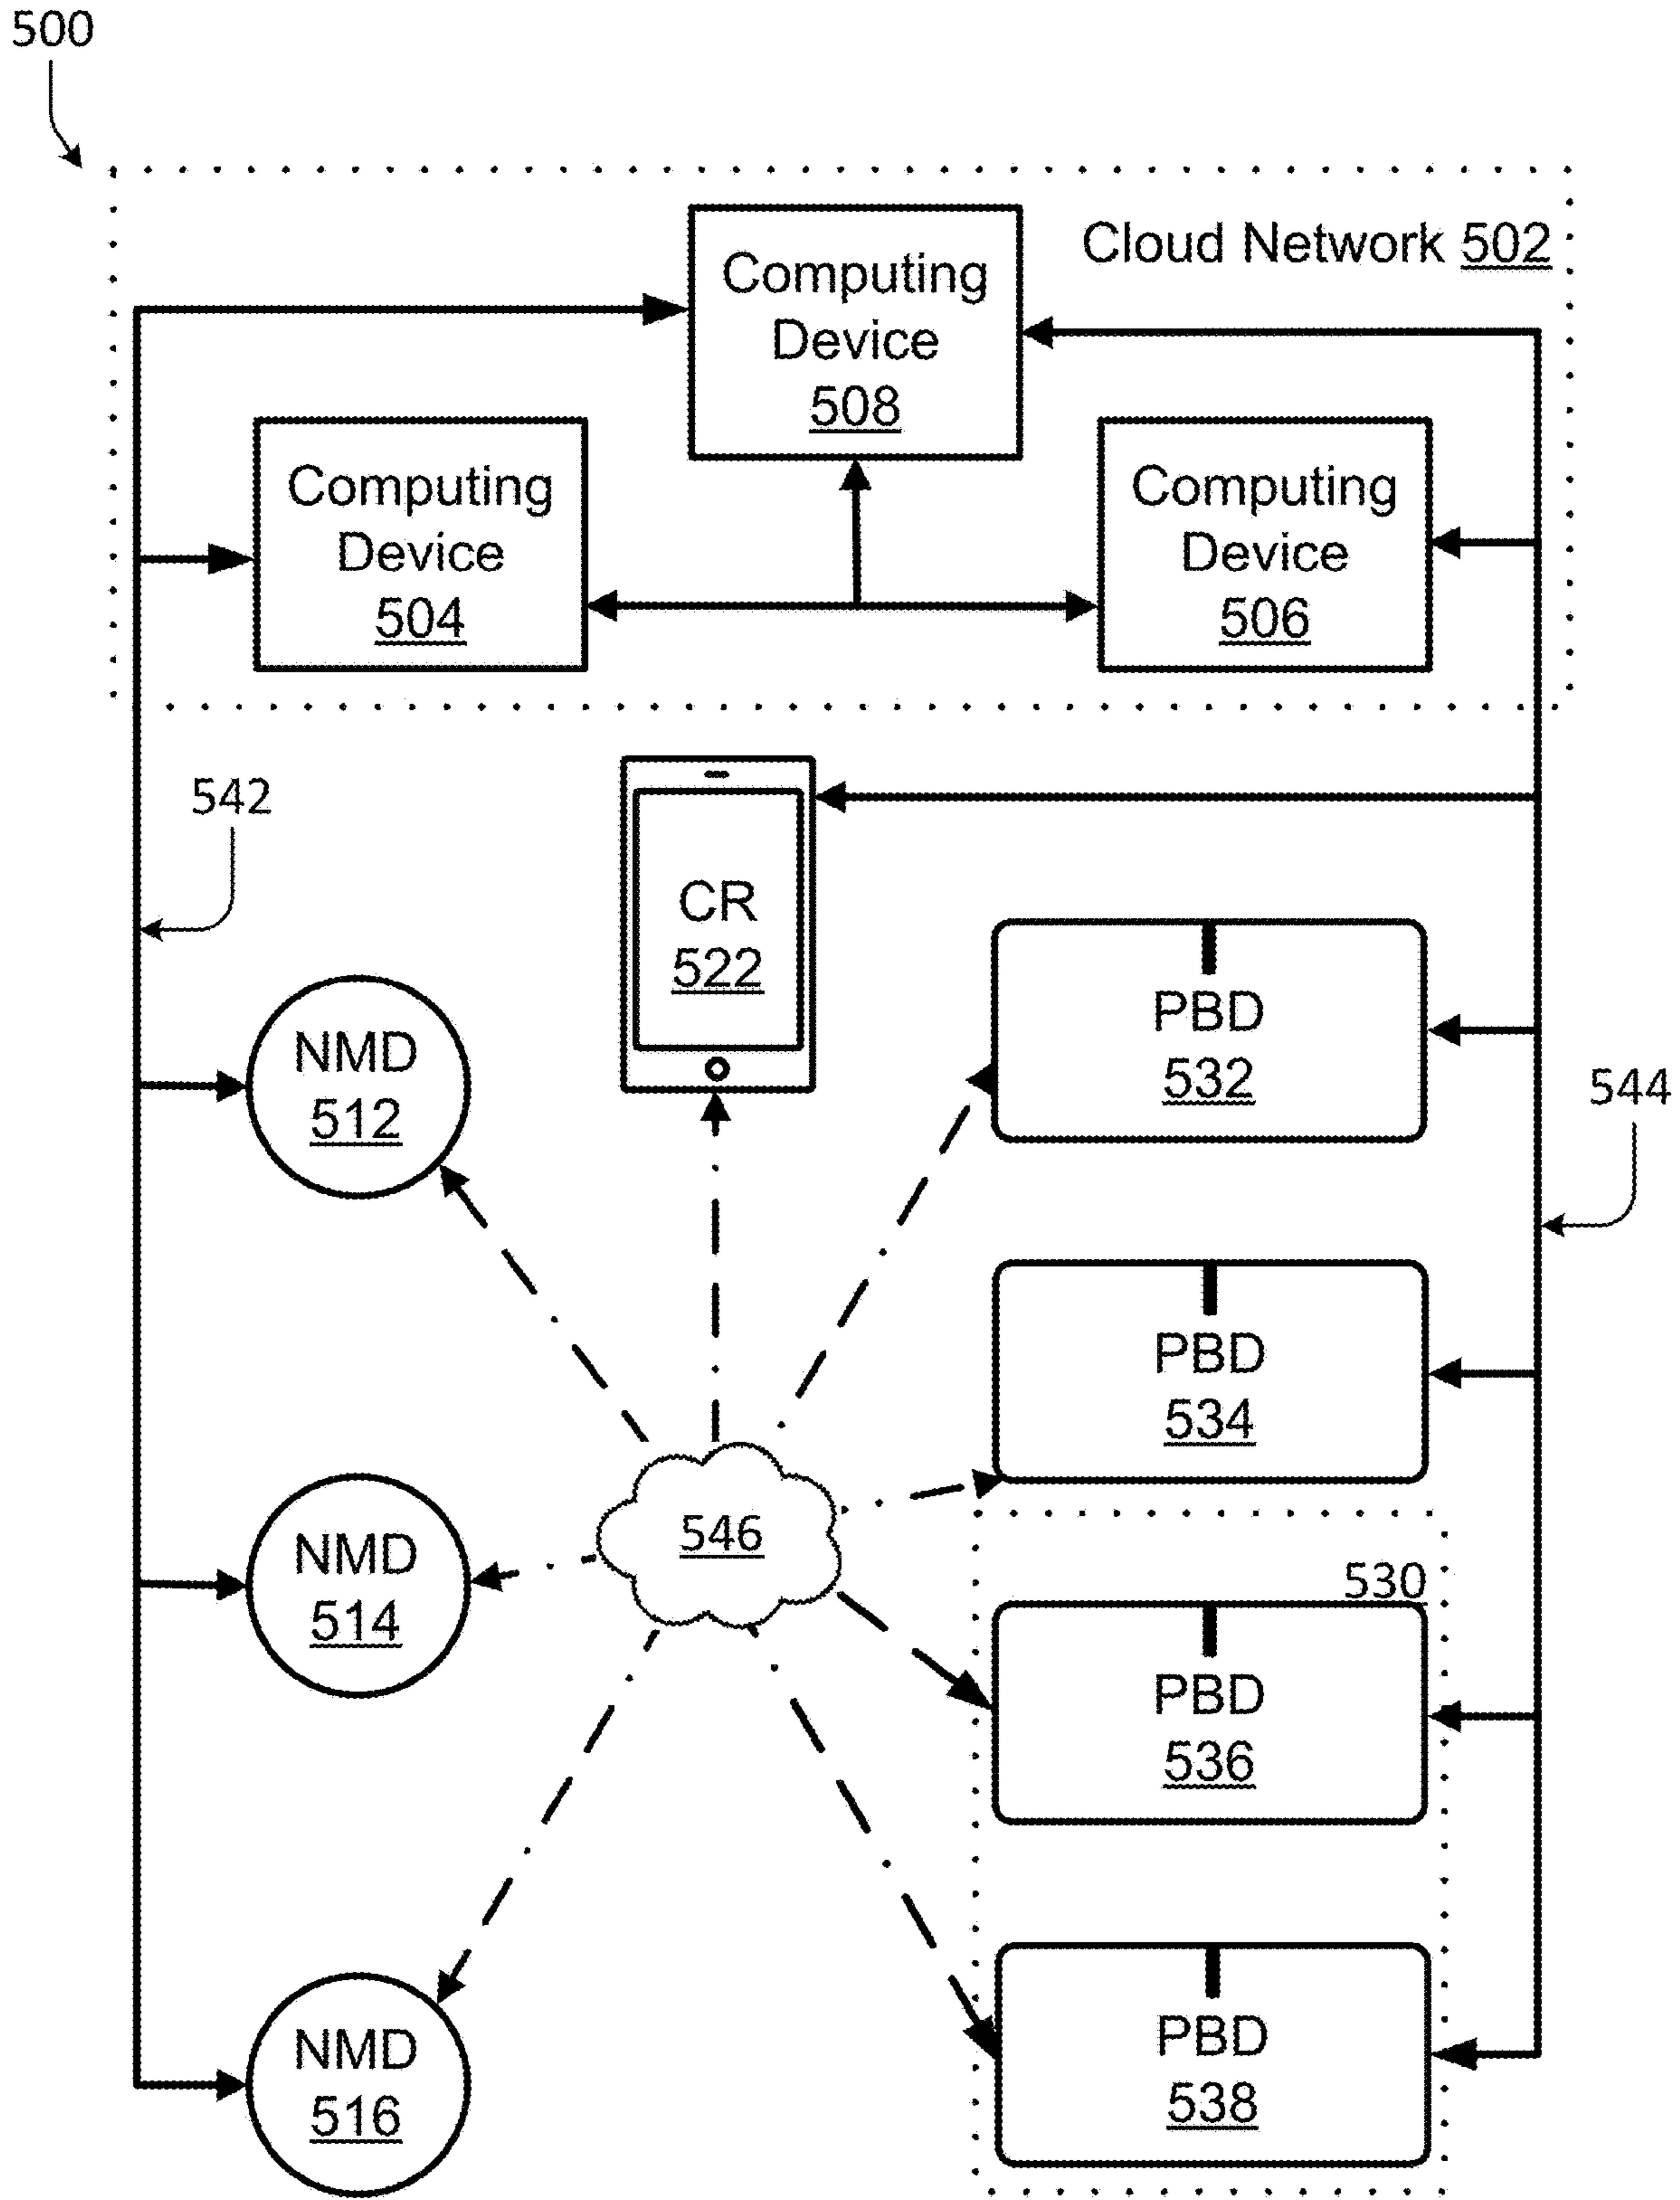 500
Cloud Network 502
Computing
Device
508
Computing
Device
504
Computing
Device
506
542
CR
522
NMD
512
PBD
532
544
PBD
534
546
NMD
514
530
PBD
536
NMD
516
PBD
538